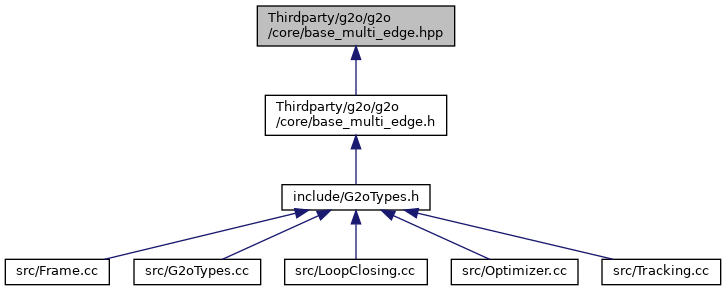 Thirdparty/g2o/g2o
/core/base_multi_edge.hpp
Thirdparty/g2o/g2o
/core/base_multi_edge.h
include/G2oTypes.h
src/Frame.cc
src/G2oTypes.cc
src/LoopClosing.cc
src/Optimizer.cc
src/Tracking.cc